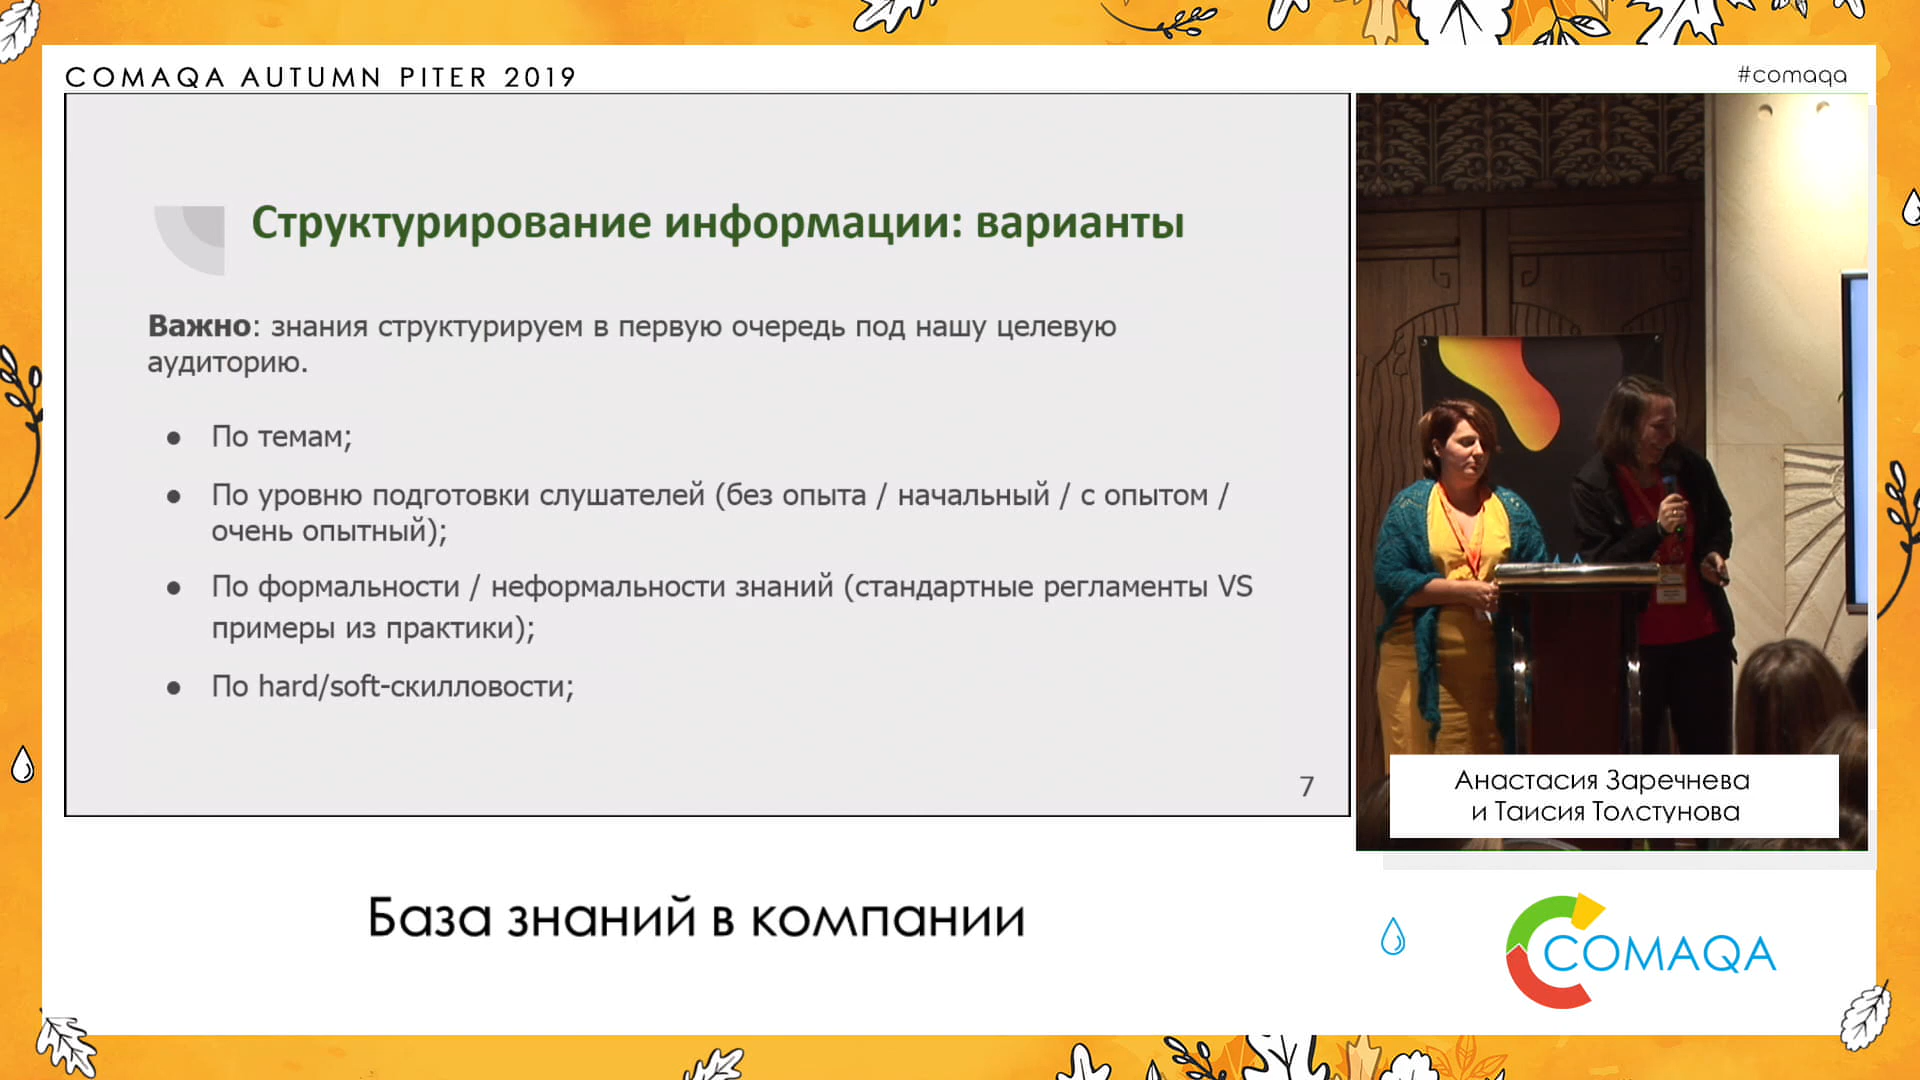 COMAQA AUTUMN PITER 2019
#comaqa
Структурирование информации: варианты
Важно: знания структурируем в первую очередь под нашу целевую
аудиторию.
● По темам;
● По уровню подготовки слушателей (без опыта / начальный / с опытом /
очень опытный);
● По формальности / неформальности знаний (стандартные регламенты VS
примеры из практики);
● По hard/soft-скилловости;
7
Анастасия Заречнева
и Таисия Толстунова
База знаний в компании
COMAQA